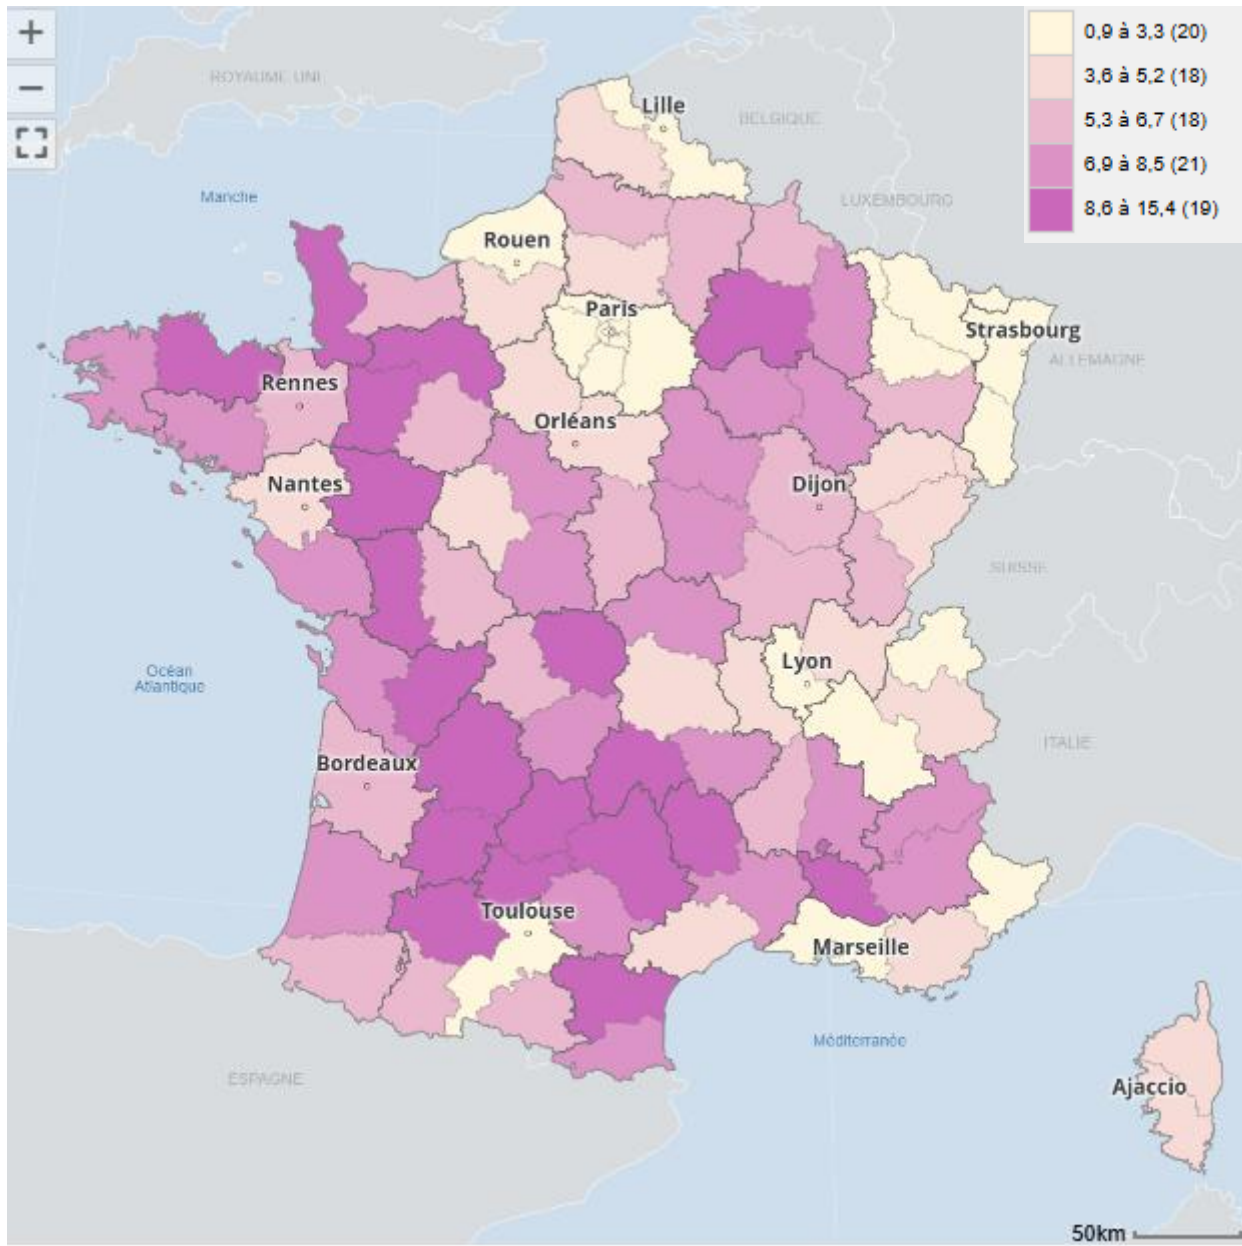 +
−
0,9 à 3,3 (20)
3,6 à 5,2 (18)
5,3 à 6,7 (18)
6,9 à 8,5 (21)
8,6 à 15,4 (19)
ROYAUME UNI
Lille
BELGIQUE
Manche
LUXEMBOURG
Rouen
Paris
Strasbourg
ALLEMAGNE
Rennes
Orléans
Nantes
Dijon
SUISSE
Océan
Atlantique
Lyon
ITALIE
Bordeaux
Toulouse
Marseille
Méditerranée
ESPAGNE
Ajaccio
50km